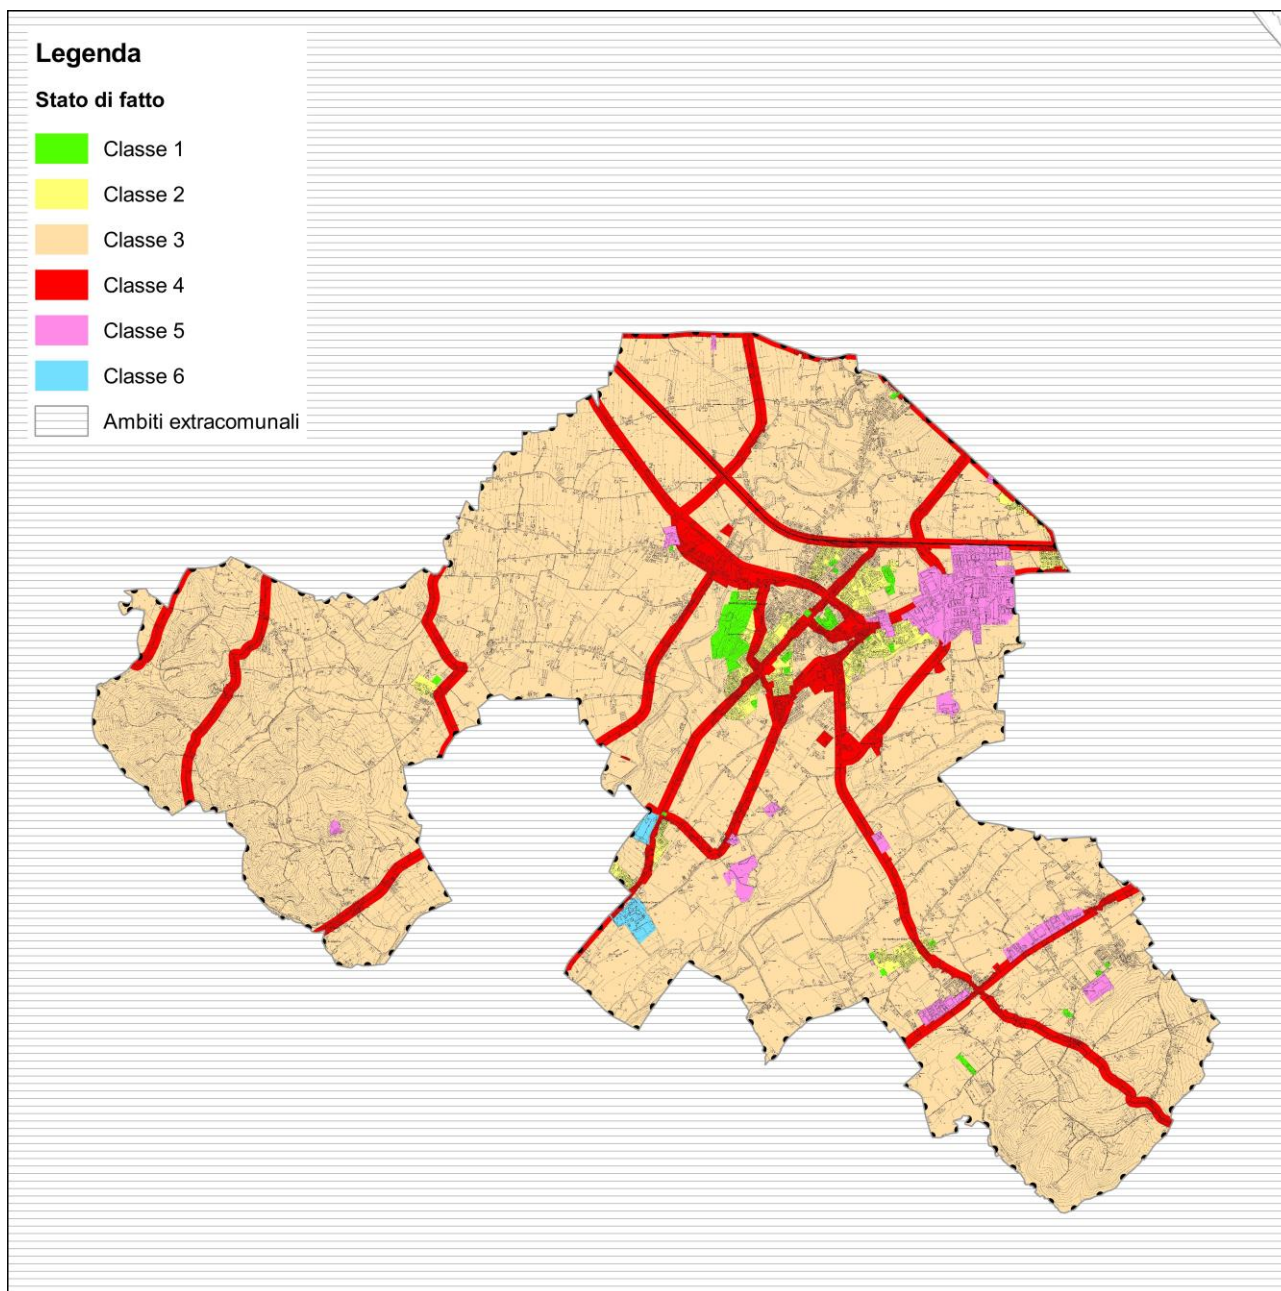 Legenda
Stato di fatto
Classe 1
Classe 2
Classe 3
Classe 4
Classe 5
Classe 6
Ambiti extracomunali